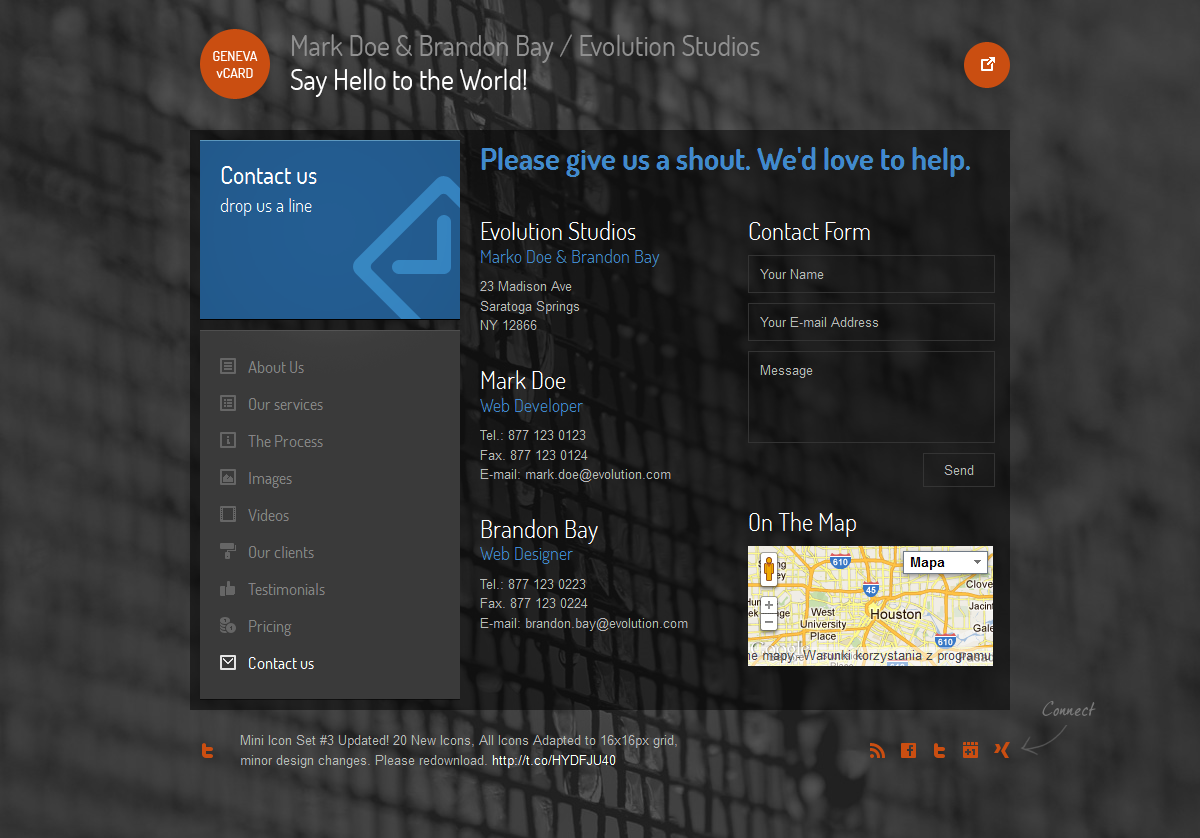 GENEVA
vCARD
Mark Doe & Brandon Bay / Evolution Studios
Say Hello to the World!
Contact us
drop us a line
About Us
Our services
The Process
Images
Videos
Our clients
Testimonials
Pricing
Contact us
Please give us a shout. We'd love to help.
Evolution Studios
Marko Doe & Brandon Bay
23 Madison Ave
Saratoga Springs
NY 12866
Mark Doe
Web Developer
Tel.: 877 123 0123
Fax. 877 123 0124
E-mail: mark.doe@evolution.com
Brandon Bay
Web Designer
Tel.: 877 123 0223
Fax. 877 123 0224
E-mail: brandon.bay@evolution.com
Contact Form
Your Name
Your E-mail Address
Message
Send
On The Map
Mapa
610
45
West
University
Place
Houston
610
Google
mapy - Warunki korzystania z programu
Connect
Mini Icon Set #3 Updated! 20 New Icons, All Icons Adapted to 16x16px grid,
minor design changes. Please redownload. http://t.co/HYDFJU40